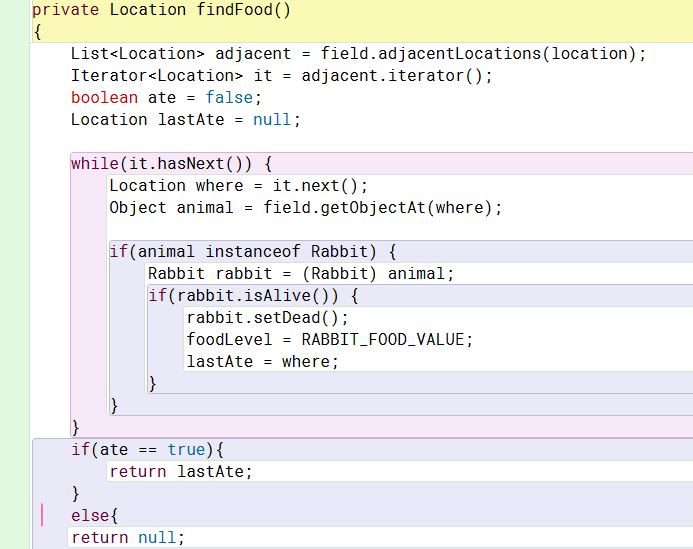 private Location findFood()
{
List<Location> adjacent = field.adjacentLocations(location);
Iterator<Location> it = adjacent.iterator();
boolean ate = false;
Location lastAte = null;
while(it.hasNext()) {
Location where = it.next();
Object animal = field.getObjectAt(where);
if(animal instanceof Rabbit) {
Rabbit rabbit = (Rabbit) animal;
if(rabbit.isAlive()) {
rabbit.setDead();
foodLevel = RABBIT_FOOD_VALUE;
lastAte = where;
}
}
}
if(ate == true){
return lastAte;
}
else{
return null;